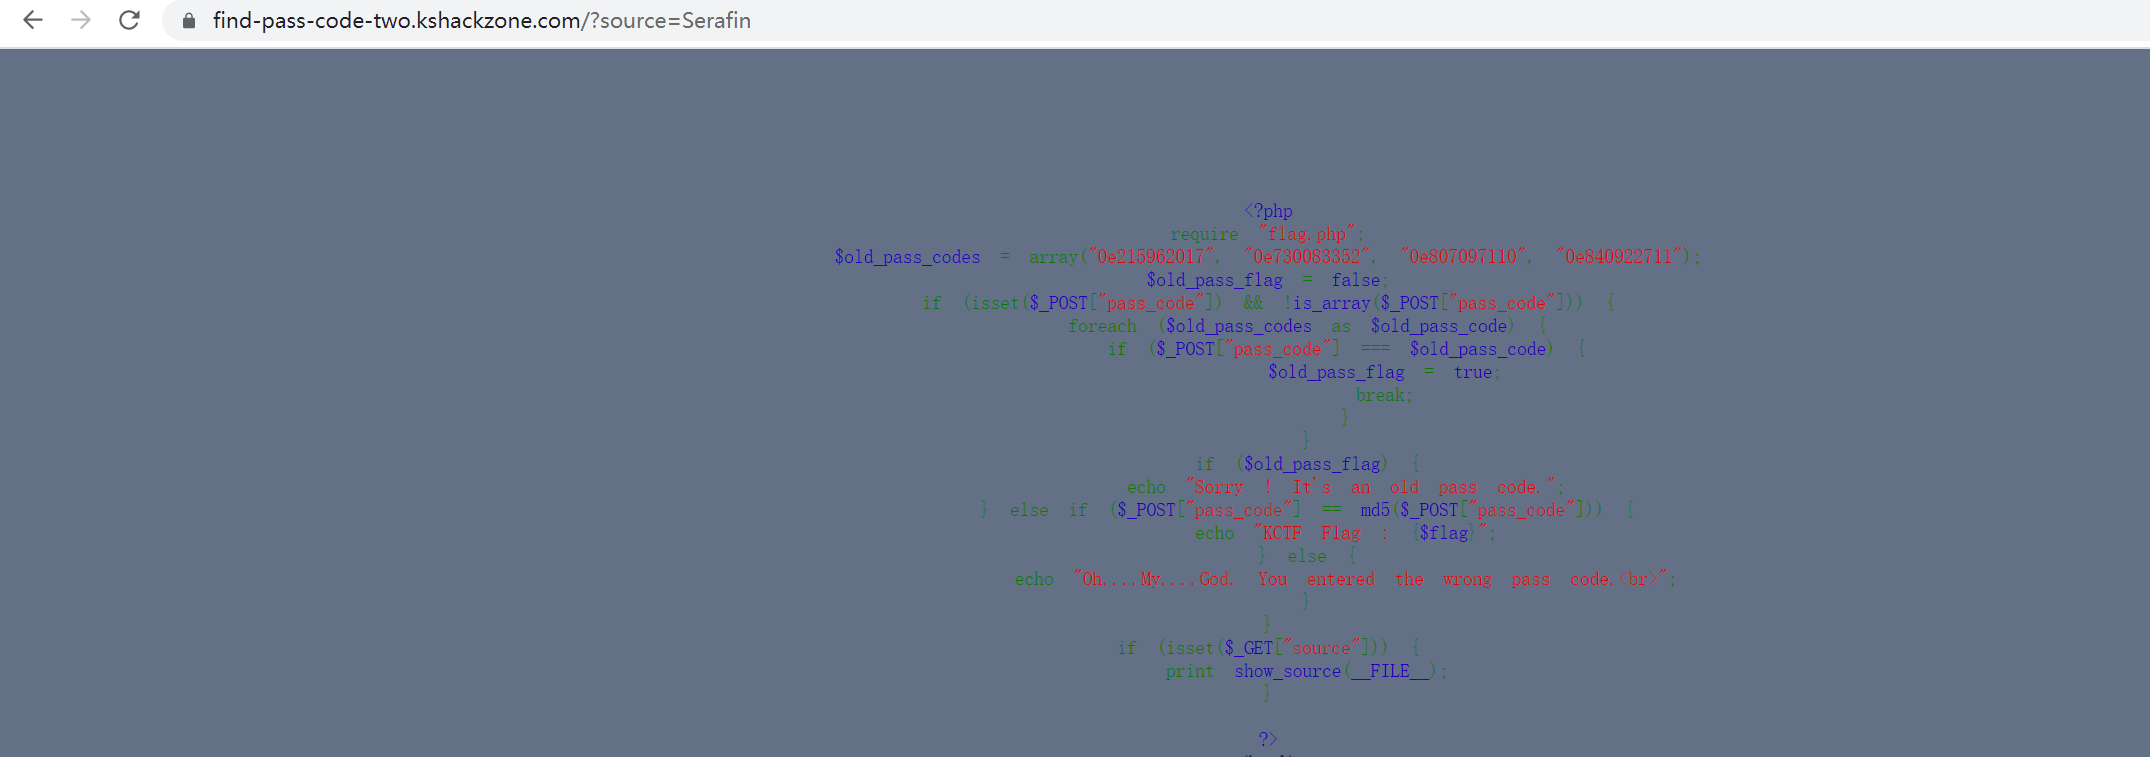 find-pass-code-two.kshackzone.com/?source=Serafin
<?php
require "flag.php";
$old_pass_codes = array("0e215962017", "0e730083352", "0e807097110", "0e840922711");
$old_pass_flag = false;
if (isset($_POST["pass_code"]) && !is_array($_POST["pass_code"])) {
foreach ($old_pass_codes as $old_pass_code) {
if ($_POST["pass_code"] === $old_pass_code) {
$old_pass_flag = true;
break;
}
}
if ($old_pass_flag) {
echo "Sorry ! It's an old pass code.";
} else if ($_POST["pass_code"] == md5($_POST["pass_code"])) {
echo "KCTF Flag : {$flag}";
} else {
echo "Oh....My....God. You entered the wrong pass code.<br>";
}
}
if (isset($_GET["source"])) {
print show_source(__FILE__);
}
?>